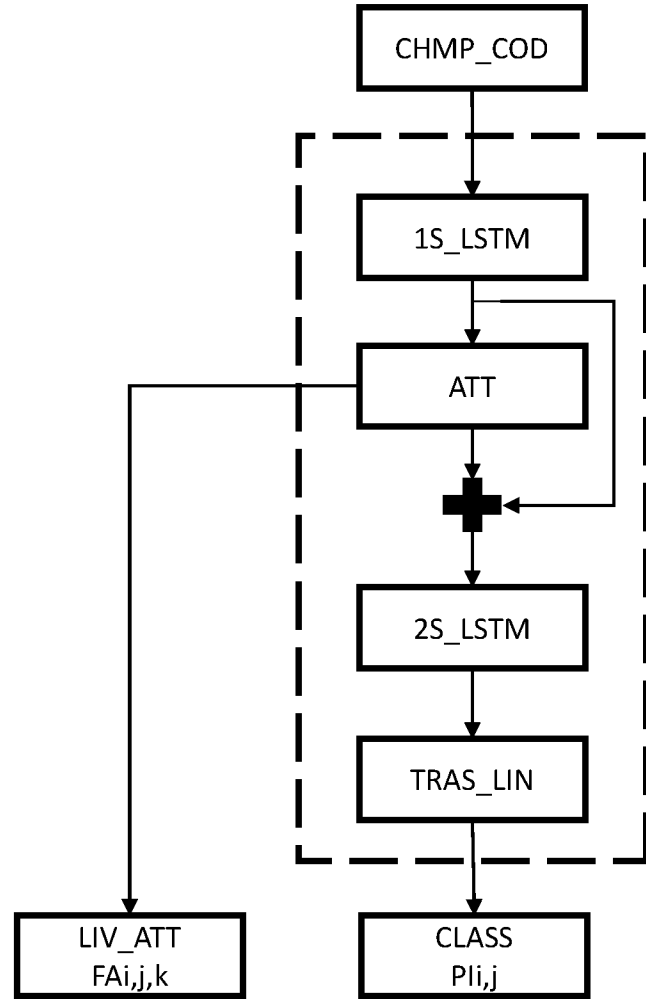 CHMP_COD
1S_LSTM
ATT
2S_LSTM
TRAS_LIN
LIV_ATT
FAi,j,k
CLASS
PIi,j